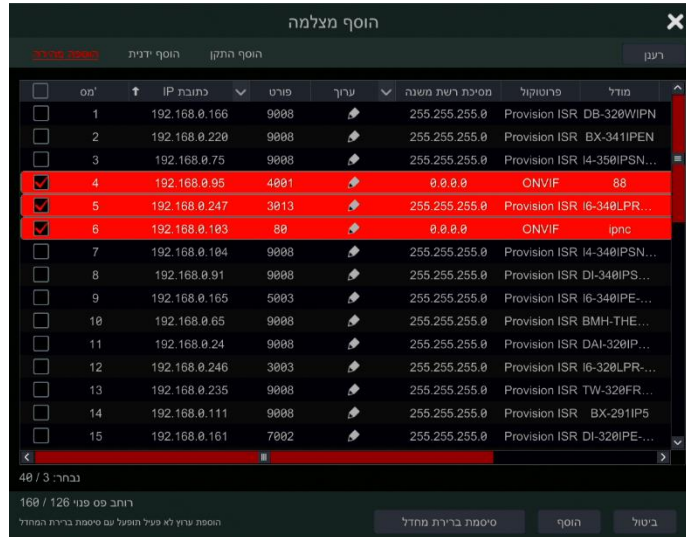 הוסף מצלמה
הוספה מהירה הוסף ידנית הוסף התקן רענן
מס' כתובת IP פורט ערוך מסיכת רשת משנה פרוטוקול מודל
1 192.168.0.166 9008 255.255.255.0 Provision ISR DB-320WIPN
2 192.168.0.220 9008 255.255.255.0 Provision ISR BX-341IPEN
3 192.168.0.75 9008 255.255.255.0 Provision ISR I4-350IPSN...
4 192.168.0.95 4001 0.0.0.0 ONVIF 88
5 192.168.0.247 3013 255.255.255.0 Provision ISR I6-340LPR...
6 192.168.0.103 80 0.0.0.0 ONVIF ipnc
7 192.168.0.104 9008 255.255.255.0 Provision ISR I4-340IPSN...
8 192.168.0.91 9008 255.255.255.0 Provision ISR DI-340IPS...
9 192.168.0.165 5003 255.255.255.0 Provision ISR I6-340IPE-...
10 192.168.0.65 9008 255.255.255.0 Provision ISR BMH-THE...
11 192.168.0.24 9008 255.255.255.0 Provision ISR DAI-320IP...
12 192.168.0.246 3003 255.255.255.0 Provision ISR I6-320LPR-...
13 192.168.0.235 9008 255.255.255.0 Provision ISR TW-320FR...
14 192.168.0.111 9008 255.255.255.0 Provision ISR BX-291IP5
15 192.168.0.161 7002 255.255.255.0 Provision ISR DI-320IPE-...
נבחר: 3 / 40
רוחב פס פנוי 126 / 160
הוספת ערוץ לא פעיל תופעל עם סיסמת ברירת המחדל
סיסמת ברירת מחדל הוסף ביטול